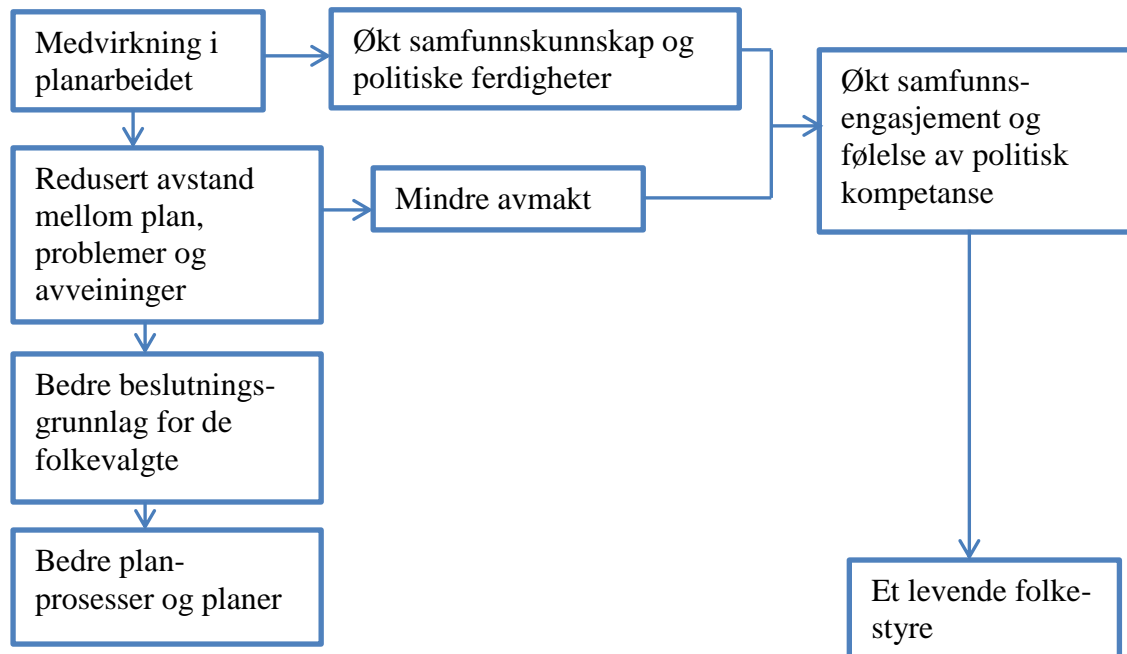 Medvirkning i
planarbeidet
Økt samfunnskunnskap og
politiske ferdigheter
Økt samfunns-
engasjement og
følelse av politisk
kompetanse
Redusert avstand
mellom plan,
problemer og
avveininger
Mindre avmakt
Bedre beslutnings-
grunnlag for de
folkevalgte
Bedre plan-
prosesser og planer
Et levende folke-
styre